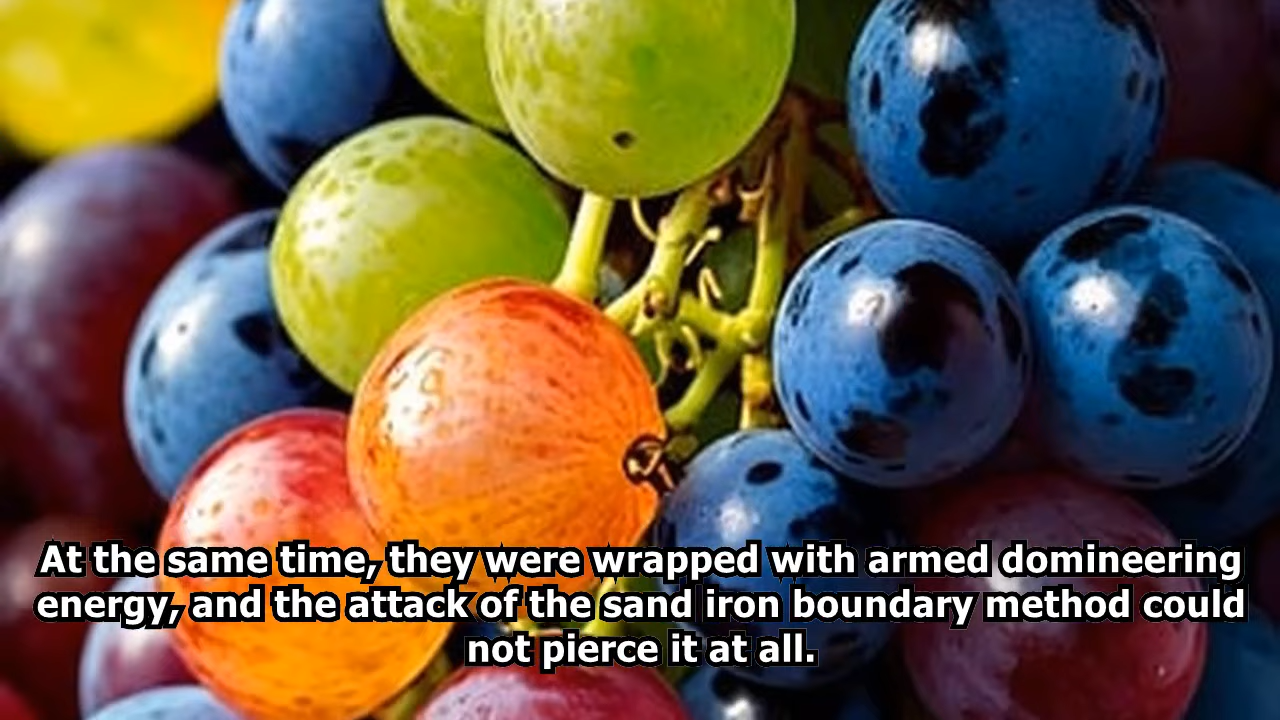 At the same time, they were wrapped with armed domineering
energy, and the attack of the sand iron boundary method could
not pierce it at all.